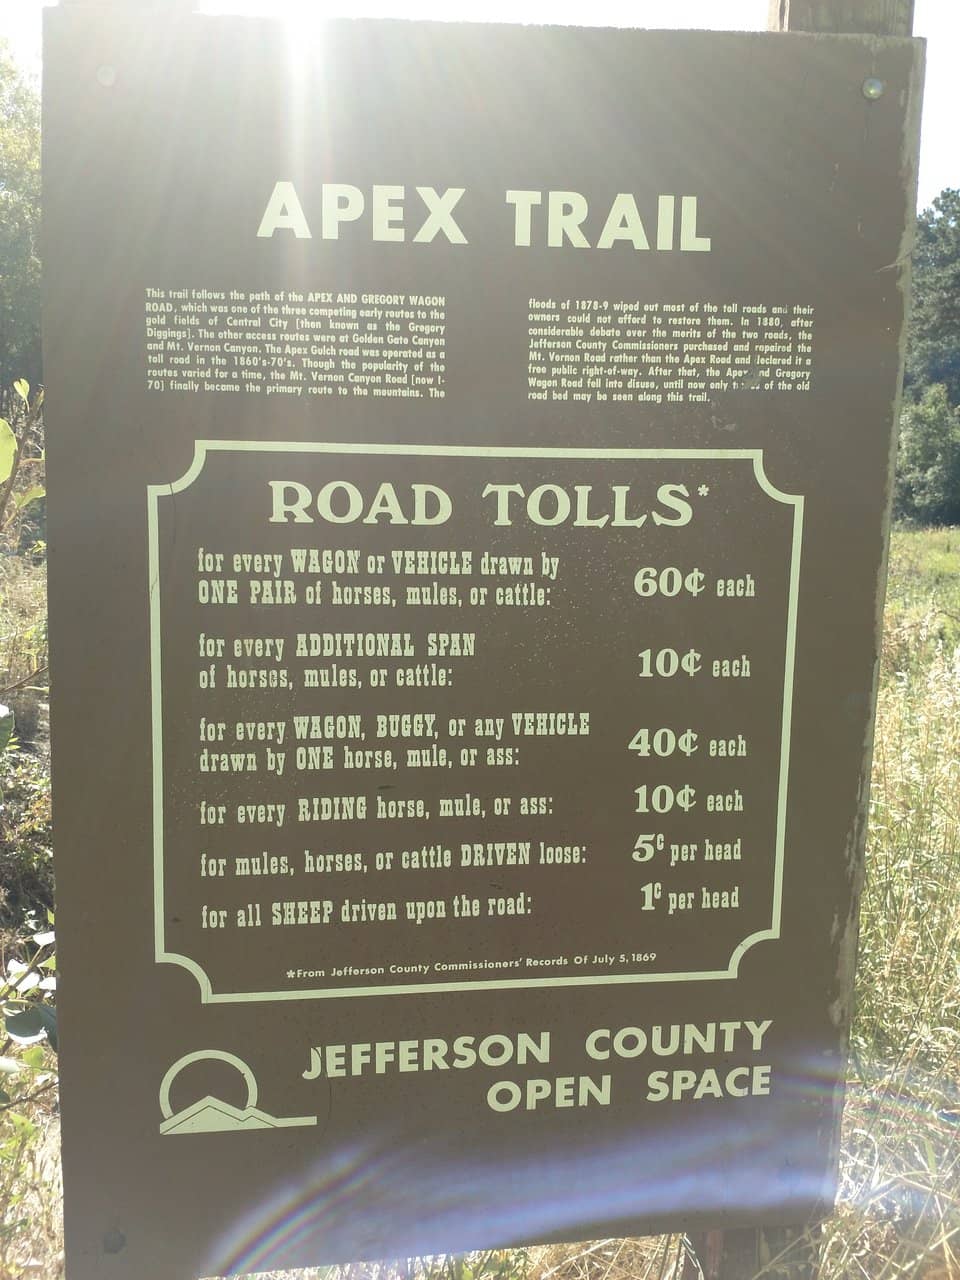 APEX TRAIL
This trail follows the path of the APEX AND GREGORY WAGON
ROAD, which was one of the three competing early routes to the
gold fields of Central City [then known as the Gregory
Diggings]. The other access routes were at Golden Gate Canyon
and Mt. Vernon Canyon. The Apex Gulch road was operated as a
toll road in the 1860's-70's. Though the popularity of the
routes varied for a time, the Mt. Vernon Canyon Road [now I-
70] finally became the primary route to the mountains. The
floods of 1878-9 wiped out most of the toll roads and their
owners could not afford to restore them. In 1880, after
considerable debate over the merits of the two roads, the
Jefferson County Commissioners purchased and repaired the
Mt. Vernon Road rather than the Apex Road and declared it a
free public right-of-way. After that, the Apex and Gregory
Wagon Road fell into disuse, until now only of the old
road bed may be seen along this trail.
ROAD TOLLS*
for every WAGON or VEHICLE drawn by
ONE PAIR of horses, mules, or cattle: 60¢ each
for every ADDITIONAL SPAN
of horses, mules, or cattle: 10¢ each
for every WAGON, BUGGY, or any VEHICLE
drawn by ONE horse, mule, or ass: 40¢ each
for every RIDING horse, mule, or ass: 10¢ each
for mules, horses, or cattle DRIVEN loose: 5c per head
for all SHEEP driven upon the road: 1c per head
*From Jefferson County Commissioners' Records Of July 5, 1869
JEFFERSON COUNTY
OPEN SPACE